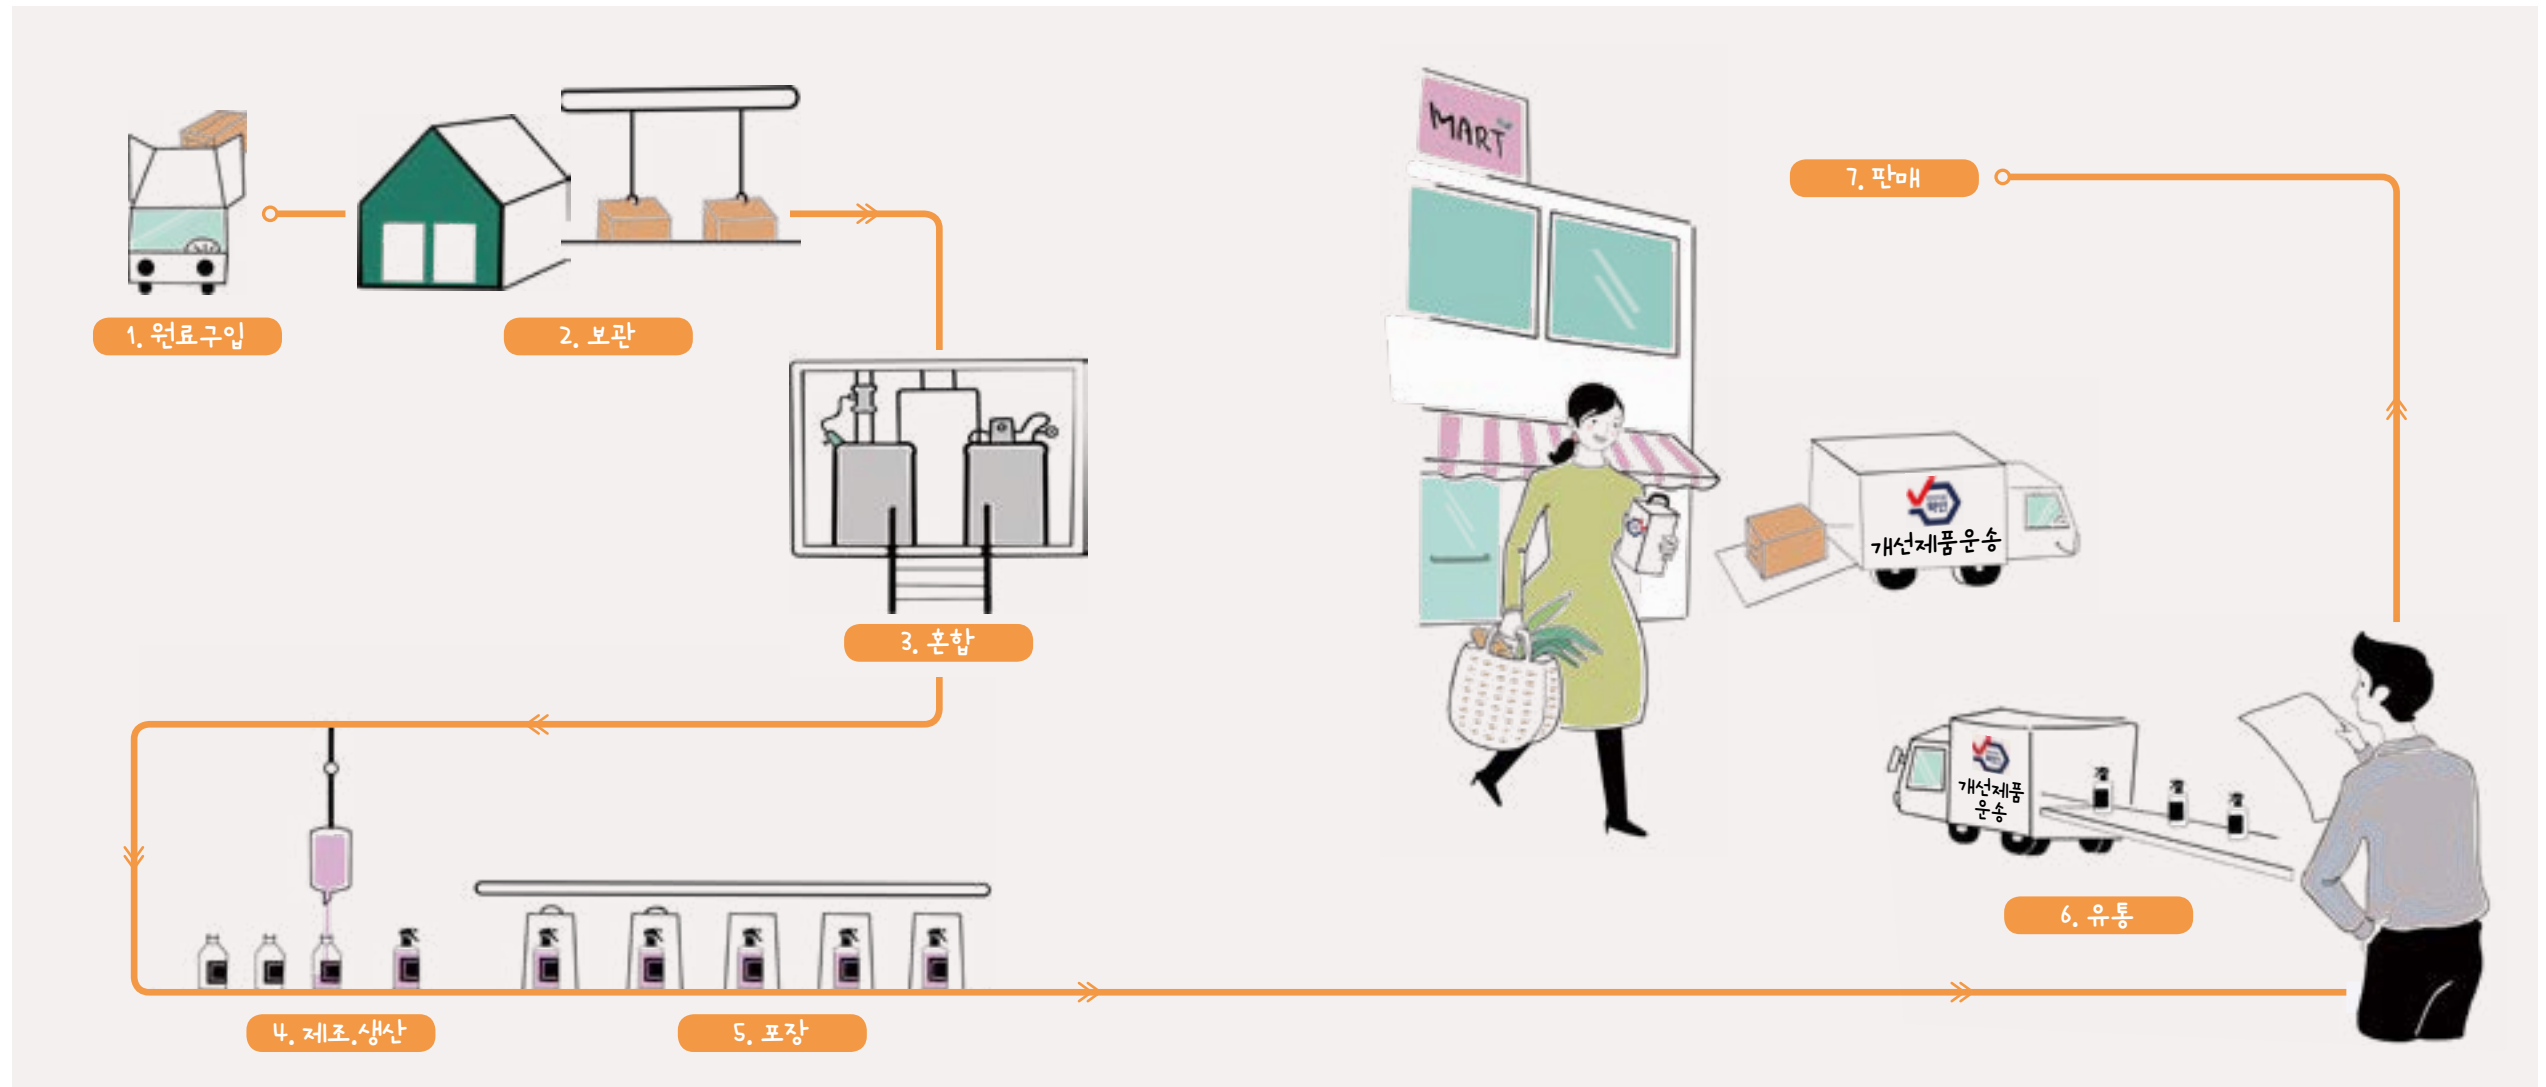 1. 원료구입
2. 보관
3. 혼합
4. 제조.생산
5. 포장
6. 유통
7. 판매
MART
확인
개선제품운송
개선제품
운송